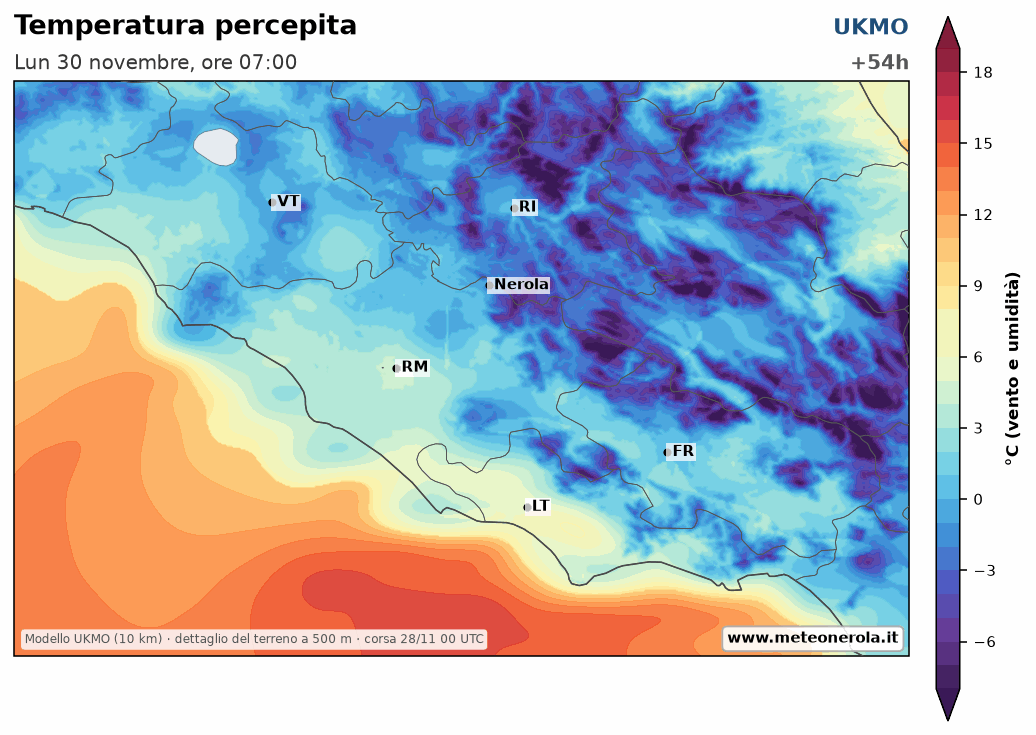 Temperatura percepita
UKMO
Lun 30 novembre, ore 07:00
+54h
VT
RI
Nerola
RM
FR
LT
Modello UKMO (10 km) · dettaglio del terreno a 500 m · corsa 28/11 00 UTC
www.meteonerola.it
18
15
12
9
6
3
0
−3
−6
°C (vento e umidità)